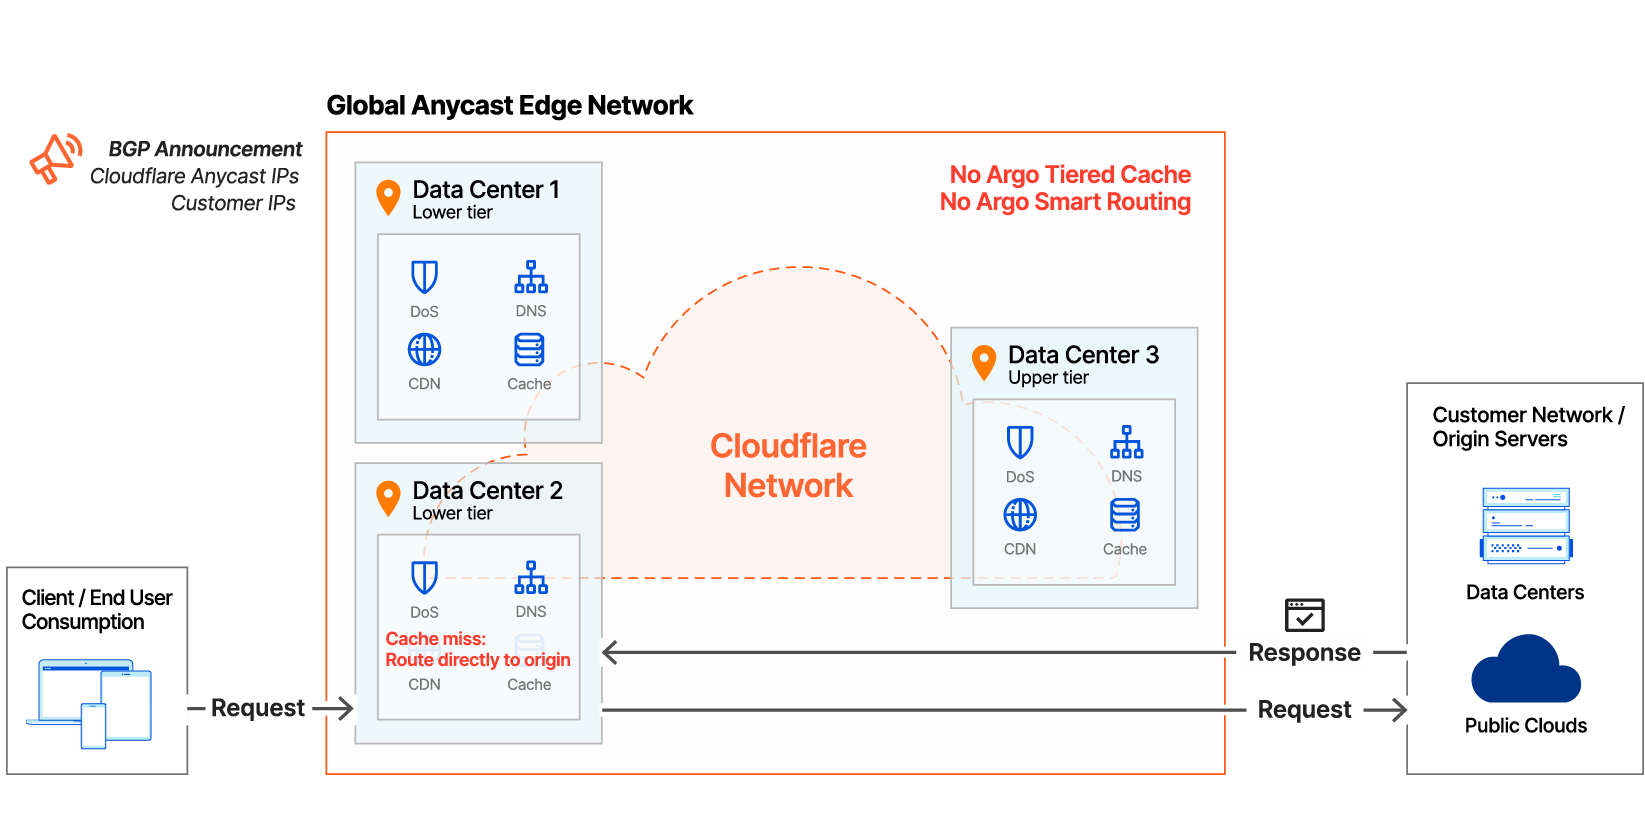 Global Anycast Edge Network
BGP Announcement
Cloudflare Anycast IPs
Customer IPs
No Argo Tiered Cache
No Argo Smart Routing
Data Center 1
Lower tier
DoS
DNS
CDN
Cache
Data Center 2
Lower tier
DoS
DNS
Cache miss:
Route directly to origin
CDN
Cache
Cloudflare
Network
Data Center 3
Upper tier
DoS
DNS
CDN
Cache
Client / End User
Consumption
Request
Response
Request
Customer Network /
Origin Servers
Data Centers
Public Clouds